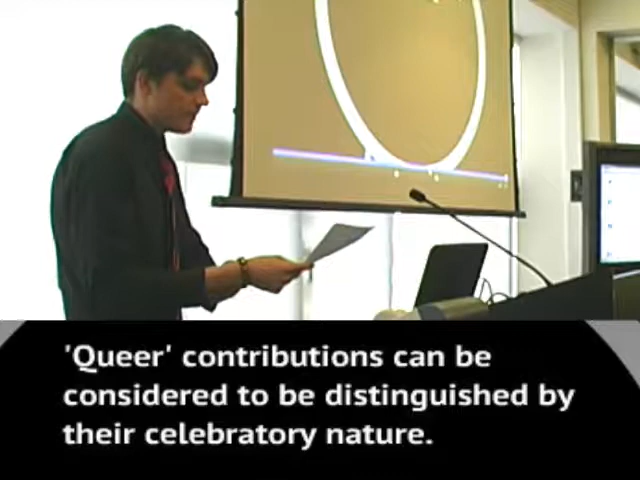 'Queer' contributions can be
considered to be distinguished by
their celebratory nature.